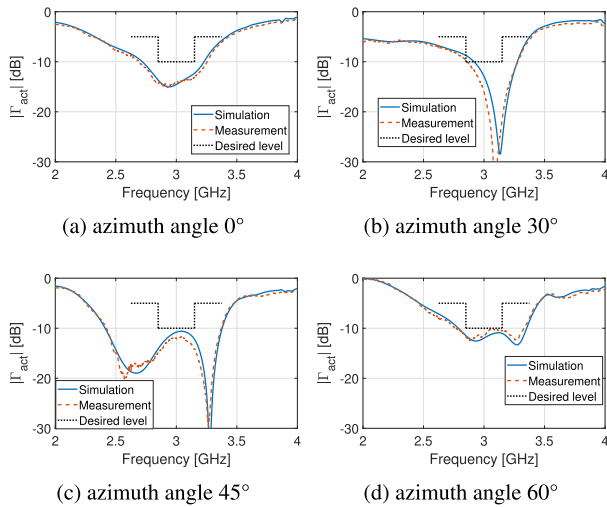 0
-10
-20
-30
|Γact| [dB]
2 2.5 3 3.5 4
Frequency [GHz]
Simulation
Measurement
Desired level
(a) azimuth angle 0°
0
-10
-20
-30
|Γact| [dB]
2 2.5 3 3.5 4
Frequency [GHz]
Simulation
Measurement
Desired level
(b) azimuth angle 30°
0
-10
-20
-30
|Γact| [dB]
2 2.5 3 3.5 4
Frequency [GHz]
Simulation
Measurement
Desired level
(c) azimuth angle 45°
0
-10
-20
-30
|Γact| [dB]
2 2.5 3 3.5 4
Frequency [GHz]
Simulation
Measurement
Desired level
(d) azimuth angle 60°